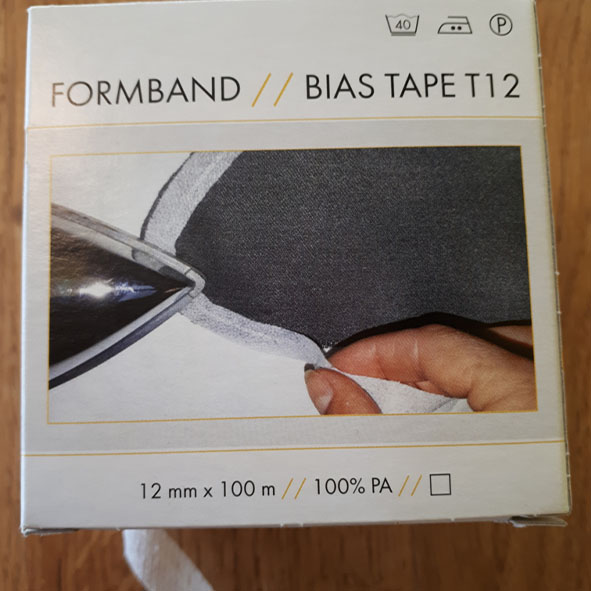 40 P
FORMBAND // BIAS TAPE T12
12 mm x 100 m // 100% PA //